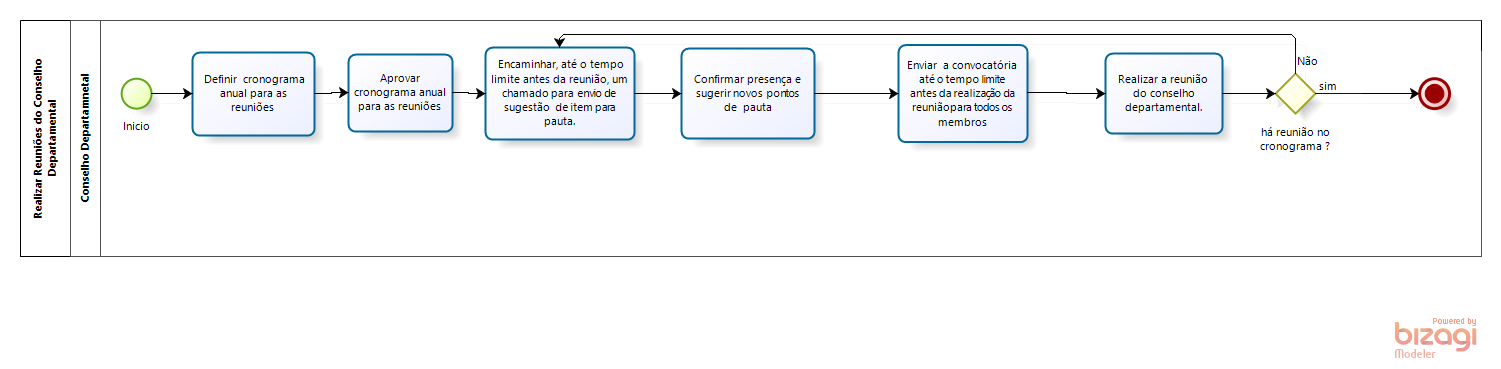 Realizar Reuniões do Conselho
Departamental
Conselho Departamnetal
Inicio
Definir cronograma
anual para as
reuniões
Aprovar
cronograma anual
para as reuniões
Encaminhar, até o tempo
limite antes da reunião, um
chamado para envio de
sugestão de item para
pauta.
Confirmar presença e
sugerir novos pontos
de pauta
Enviar a convocatória
até o tempo limite
antes da realização da
reunião para todos os
membros
Realizar a reunião
do conselho
departamental.
Não
sim
há reunião no
cronograma ?
Powered by
bizagi
Modeler